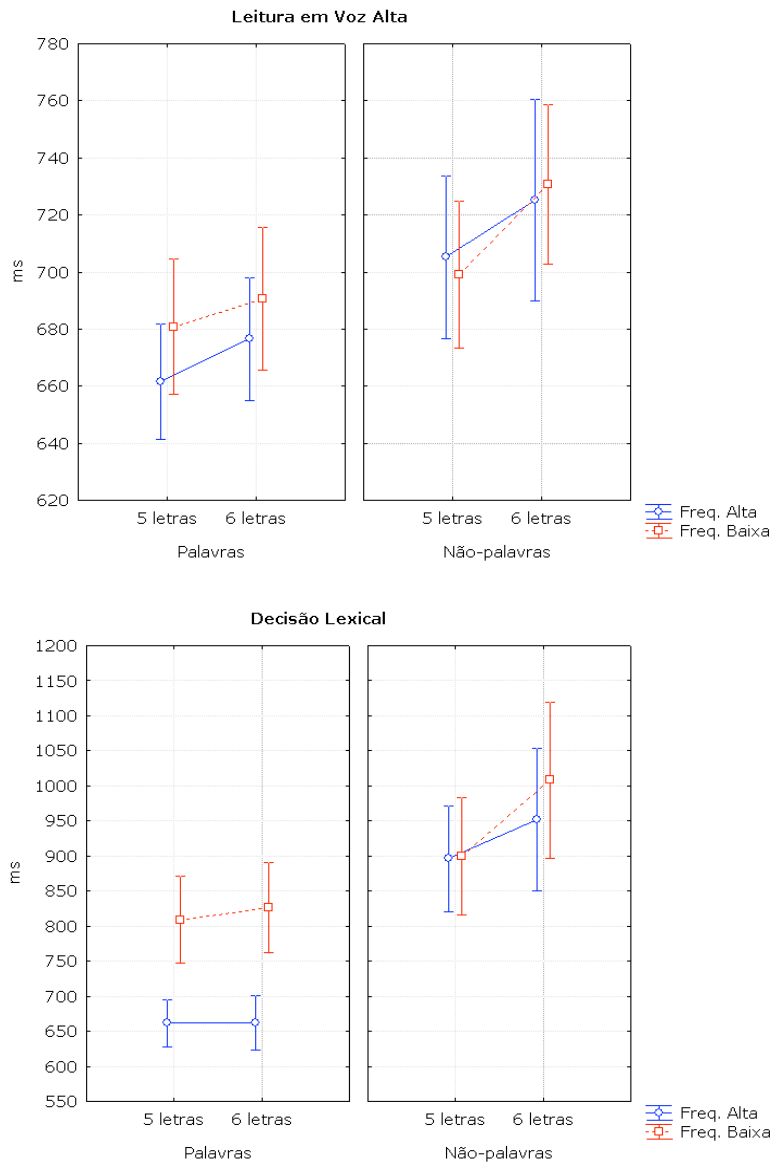 Leitura em Voz Alta
780
760
740
720
700
680
660
640
620
ms
5 letras 6 letras
Palavras
5 letras 6 letras
Não-palavras
Freq. Alta
Freq. Baixa
Decisão Lexical
1200
1150
1100
1050
1000
950
900
850
800
750
700
650
600
550
ms
5 letras 6 letras
Palavras
5 letras 6 letras
Não-palavras
Freq. Alta
Freq. Baixa